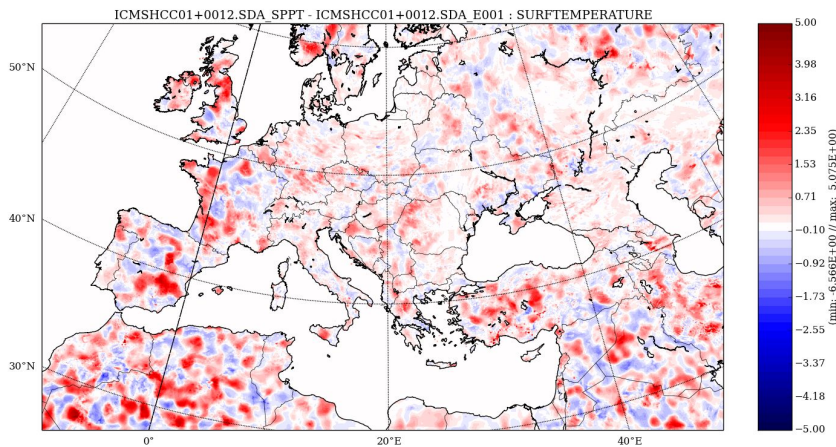 ICMSHCC01+0012.SDA_SPPT - ICMSHCC01+0012.SDA_E001 : SURFTEMPERATURE
50°N
40°N
30°N
0°
20°E
40°E
5.00
3.98
3.16
2.35
1.53
0.71
−0.10
−0.92
−1.73
−2.55
−3.37
−4.18
−5.00
(min: -6.566E+00 // max: 5.075E+00)